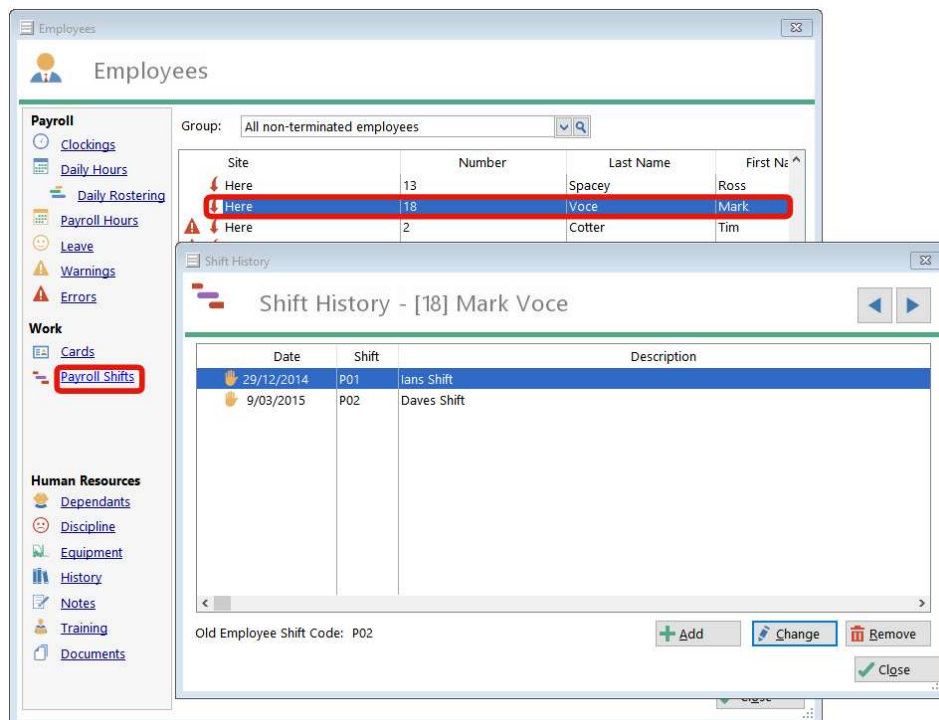 Employees
Employees
Payroll
Clockings
Daily Hours
Daily Rostering
Payroll Hours
Leave
Warnings
Errors
Work
Cards
Payroll Shifts
Human Resources
Dependants
Discipline
Equipment
History
Notes
Training
Documents
Group: All non-terminated employees
Site Number Last Name First Na
Here 13 Spacey Ross
Here 18 Voce Mark
Here 2 Cotter Tim
Shift History
Shift History - [18] Mark Voce
Date Shift Description
29/12/2014 P01 Ians Shift
9/03/2015 P02 Daves Shift
Old Employee Shift Code: P02
Add Change Remove
Close
Close